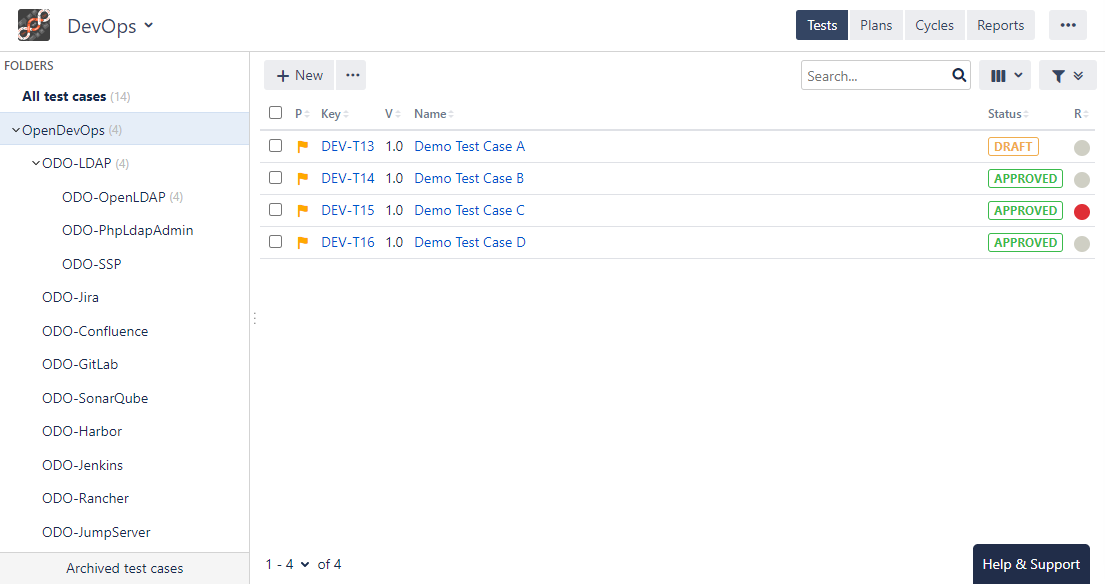 DevOps
Tests Plans Cycles Reports
FOLDERS
All test cases (14)
OpenDevOps (4)
ODO-LDAP (4)
ODO-OpenLDAP (4)
ODO-PhpLdapAdmin
ODO-SSP
ODO-Jira
ODO-Confluence
ODO-GitLab
ODO-SonarQube
ODO-Harbor
ODO-Jenkins
ODO-Rancher
ODO-JumpServer
Archived test cases
New
Search...
P Key V Name Status R
DEV-T13 1.0 Demo Test Case A DRAFT
DEV-T14 1.0 Demo Test Case B APPROVED
DEV-T15 1.0 Demo Test Case C APPROVED
DEV-T16 1.0 Demo Test Case D APPROVED
1 - 4 of 4
Help & Support